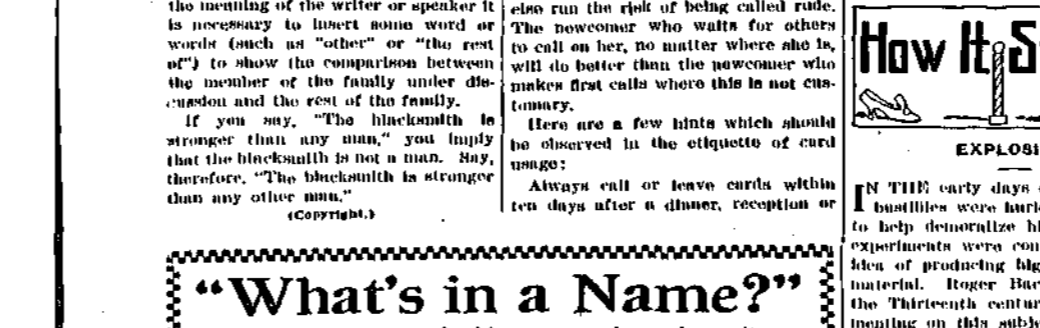 the meaning of the writer or speaker it
is necessary to insert some word or
words (such as "other" or "the rest
of") to show the comparison between
the member of the family under dis-
cussion and the rest of the family.
If you say, "The blacksmith is
stronger than any man," you imply
that the blacksmith is not a man. Say,
therefore, "The blacksmith is stronger
than any other man."
(Copyright.)
else run the risk of being called rude.
The newcomer who waits for others
to call on her, no matter where she is,
will do better than the newcomer who
makes first calls where this is not cus-
tomary.
Here are a few hints which should
be observed in the etiquette of card
usage:
Always call or leave cards within
ten days after a dinner, reception or
"What's in a Name?"
How It S
EXPLOSI
IN THE early days
hostilities were hurl
to help demoralize
experiments were con
idea of producing big
material. Roger Bac
the Thirteenth centur
menting on this subj